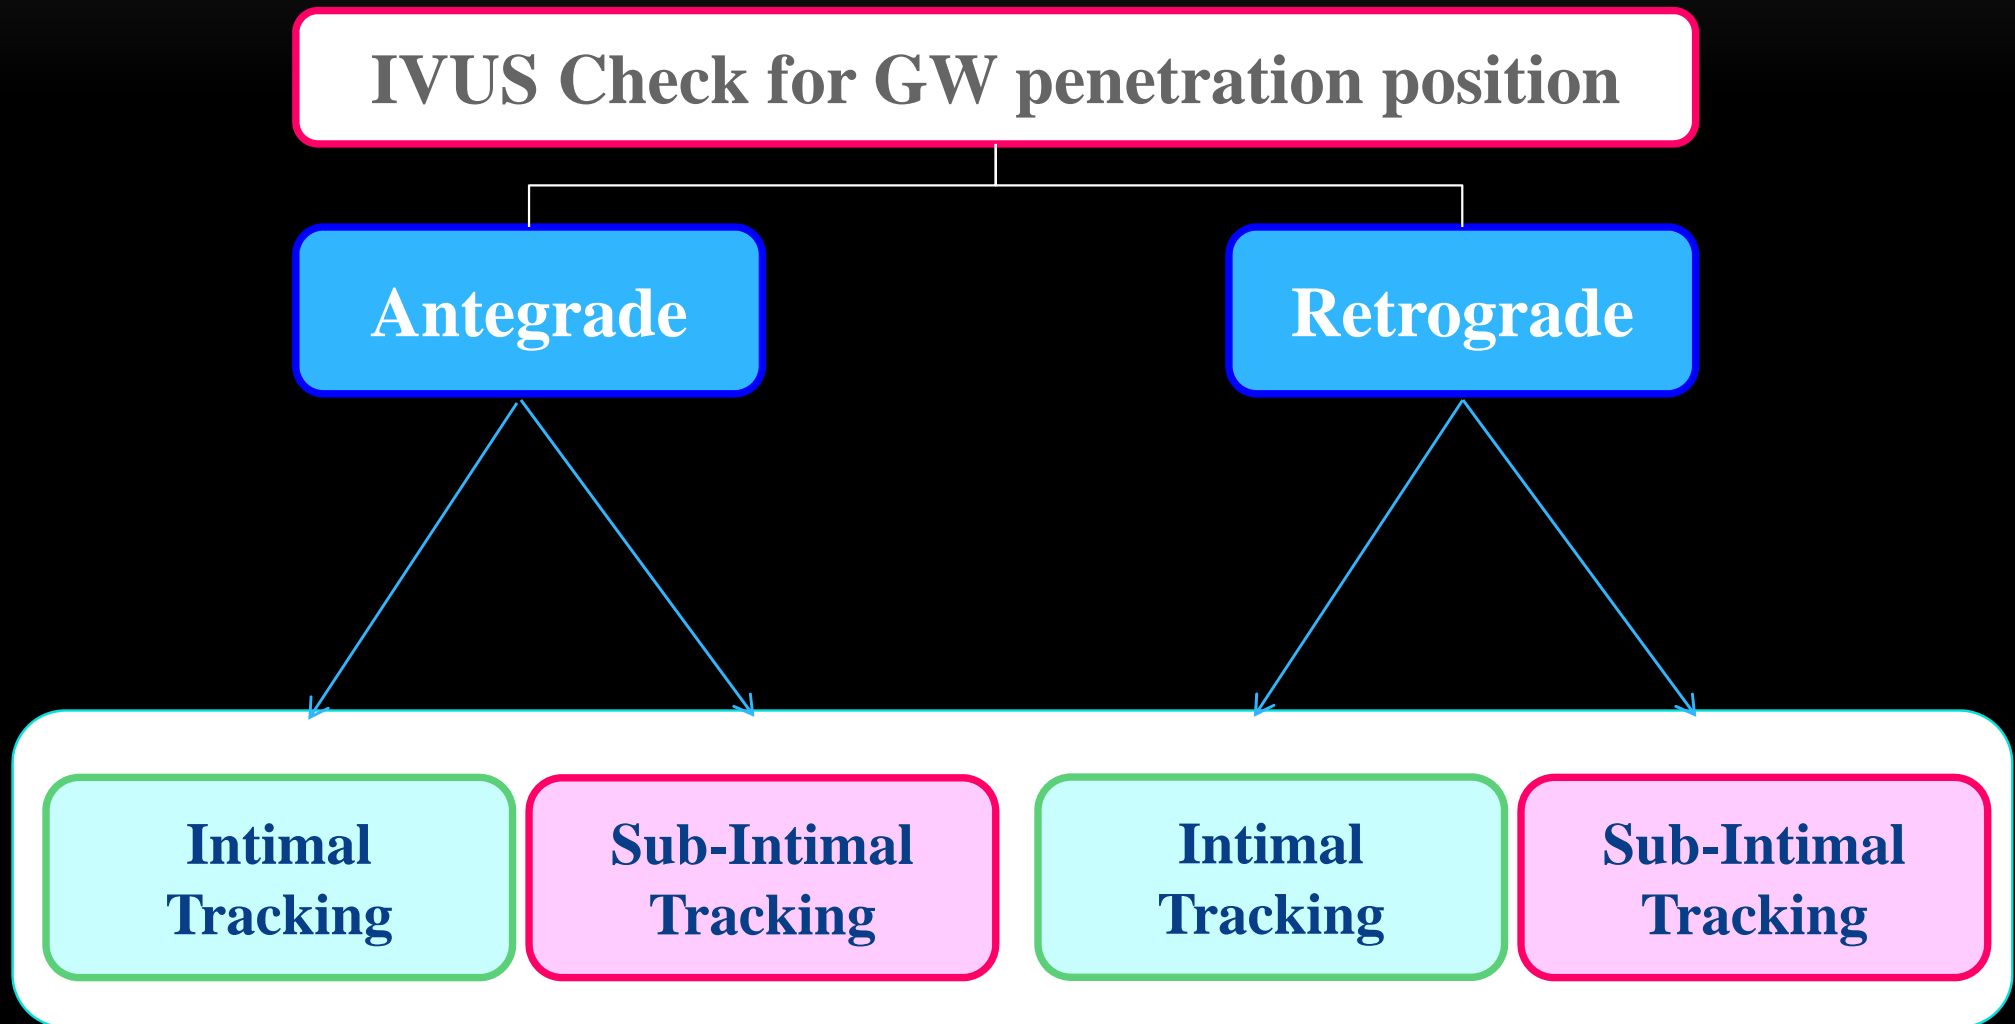 IVUS Check for GW penetration position
Antegrade
Retrograde
Intimal
Tracking
Sub-Intimal
Tracking
Intimal
Tracking
Sub-Intimal
Tracking